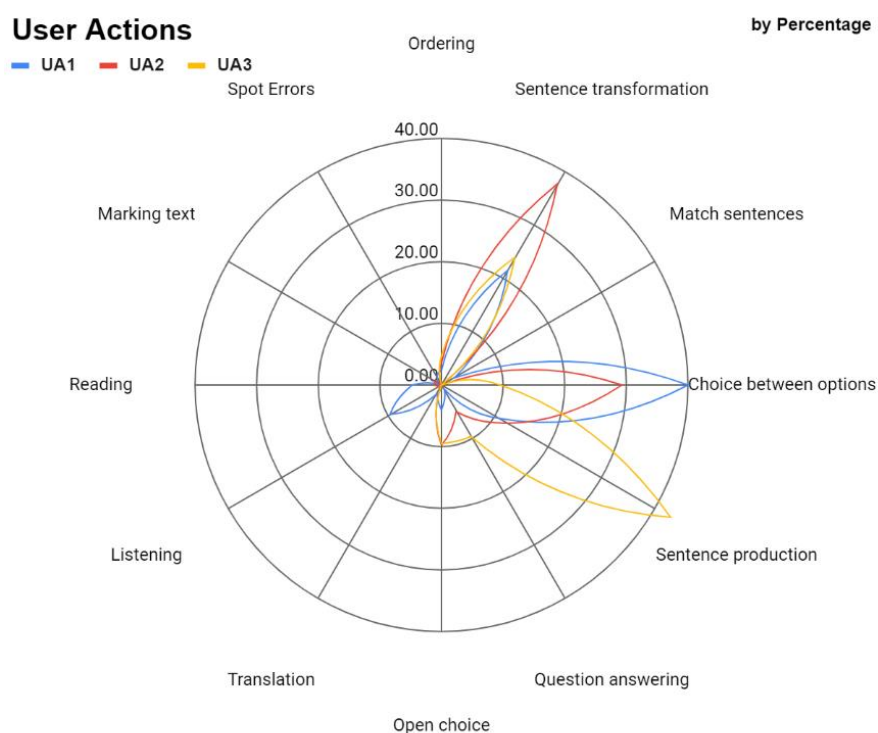 User Actions
by Percentage
UA1 UA2 UA3
Ordering
Spot Errors
Sentence transformation
40.00
30.00
Marking text
Match sentences
20.00
10.00
0.00
Reading
Choice between options
Listening
Sentence production
Translation
Question answering
Open choice